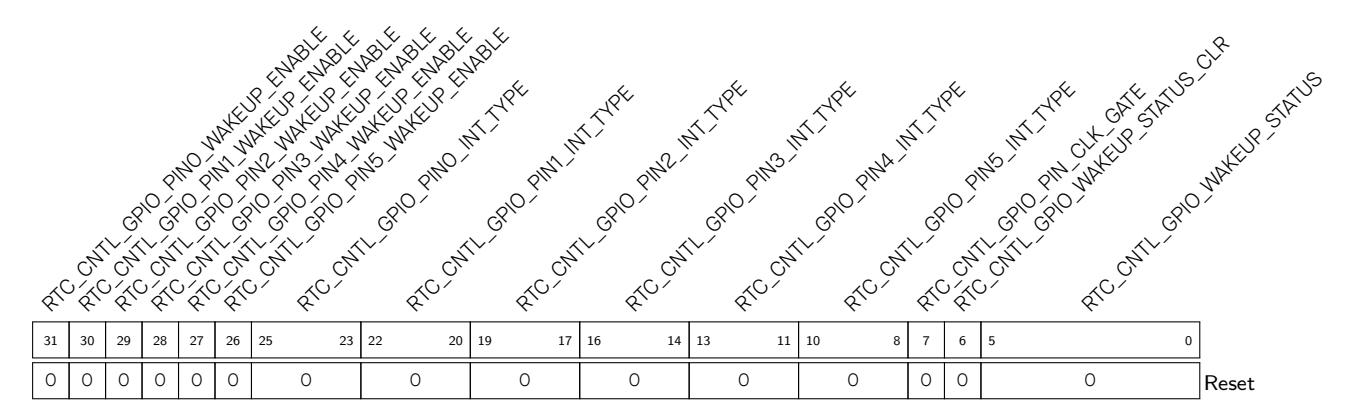 RTC_CNTL_GPIO_PIN0_WAKEUP_ENABLE
RTC_CNTL_GPIO_PIN1_WAKEUP_ENABLE
RTC_CNTL_GPIO_PIN2_WAKEUP_ENABLE
RTC_CNTL_GPIO_PIN3_WAKEUP_ENABLE
RTC_CNTL_GPIO_PIN4_WAKEUP_ENABLE
RTC_CNTL_GPIO_PIN5_WAKEUP_ENABLE
RTC_CNTL_GPIO_PIN0_INT_TYPE
RTC_CNTL_GPIO_PIN1_INT_TYPE
RTC_CNTL_GPIO_PIN2_INT_TYPE
RTC_CNTL_GPIO_PIN3_INT_TYPE
RTC_CNTL_GPIO_PIN4_INT_TYPE
RTC_CNTL_GPIO_PIN5_INT_TYPE
RTC_CNTL_GPIO_PIN_CLK_GATE
RTC_CNTL_GPIO_WAKEUP_STATUS_CLR
RTC_CNTL_GPIO_WAKEUP_STATUS
31 30 29 28 27 26 25 23 22 20 19 17 16 14 13 11 10 8 7 6 5 0
0 0 0 0 0 0 0 0 0 0 0 0 0 0 0 Reset